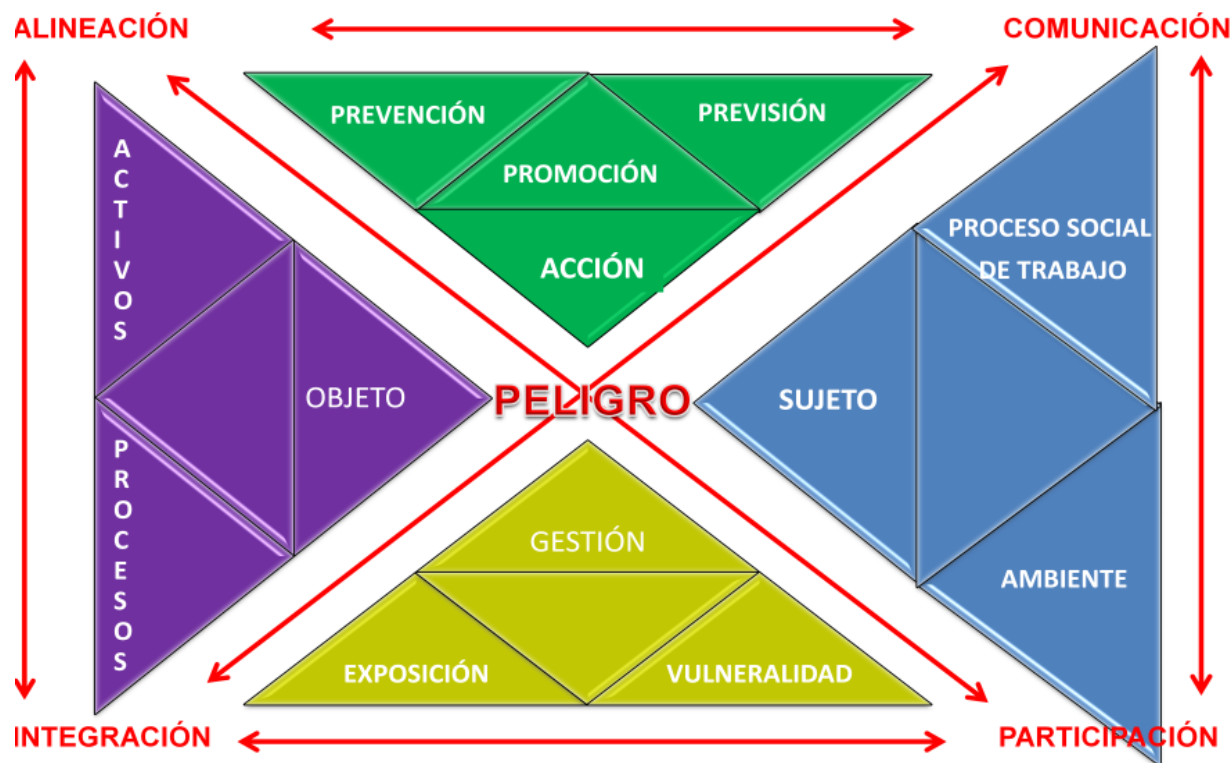 ALINEACIÓN
COMUNICACIÓN
PREVENCIÓN
PREVISIÓN
PROMOCIÓN
ACCIÓN
ACTIVOS
PROCESO SOCIAL
DE TRABAJO
OBJETO
PELIGRO
SUJETO
PROCESOS
GESTIÓN
AMBIENTE
EXPOSICIÓN
VULNERALIDAD
INTEGRACIÓN
PARTICIPACIÓN